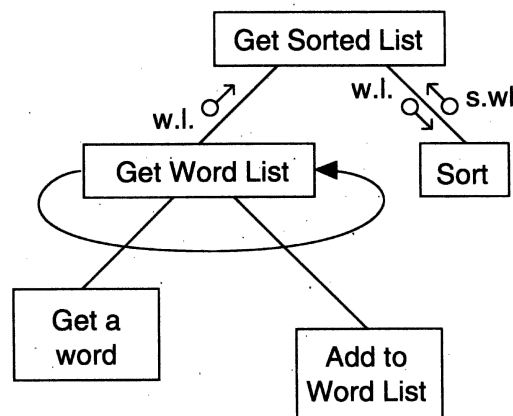 Get Sorted List
w.l.
w.l.
s.wl
Get Word List
Sort
Get a
word
Add to
Word List